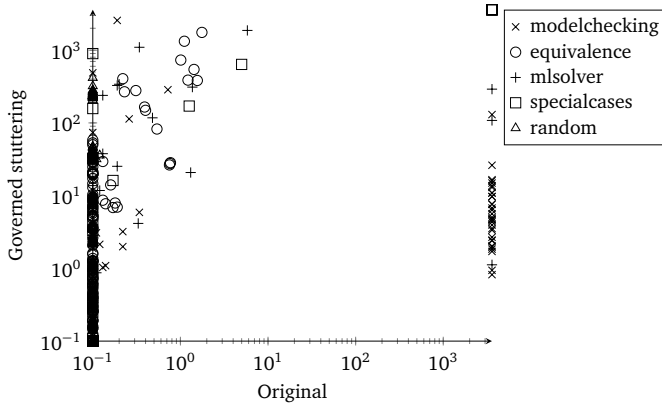 10³
10²
10¹
10⁰
10⁻¹
Governed stuttering
10⁻¹ 10⁰ 10¹ 10² 10³
Original
modelchecking
equivalence
mlsolver
specialcases
random